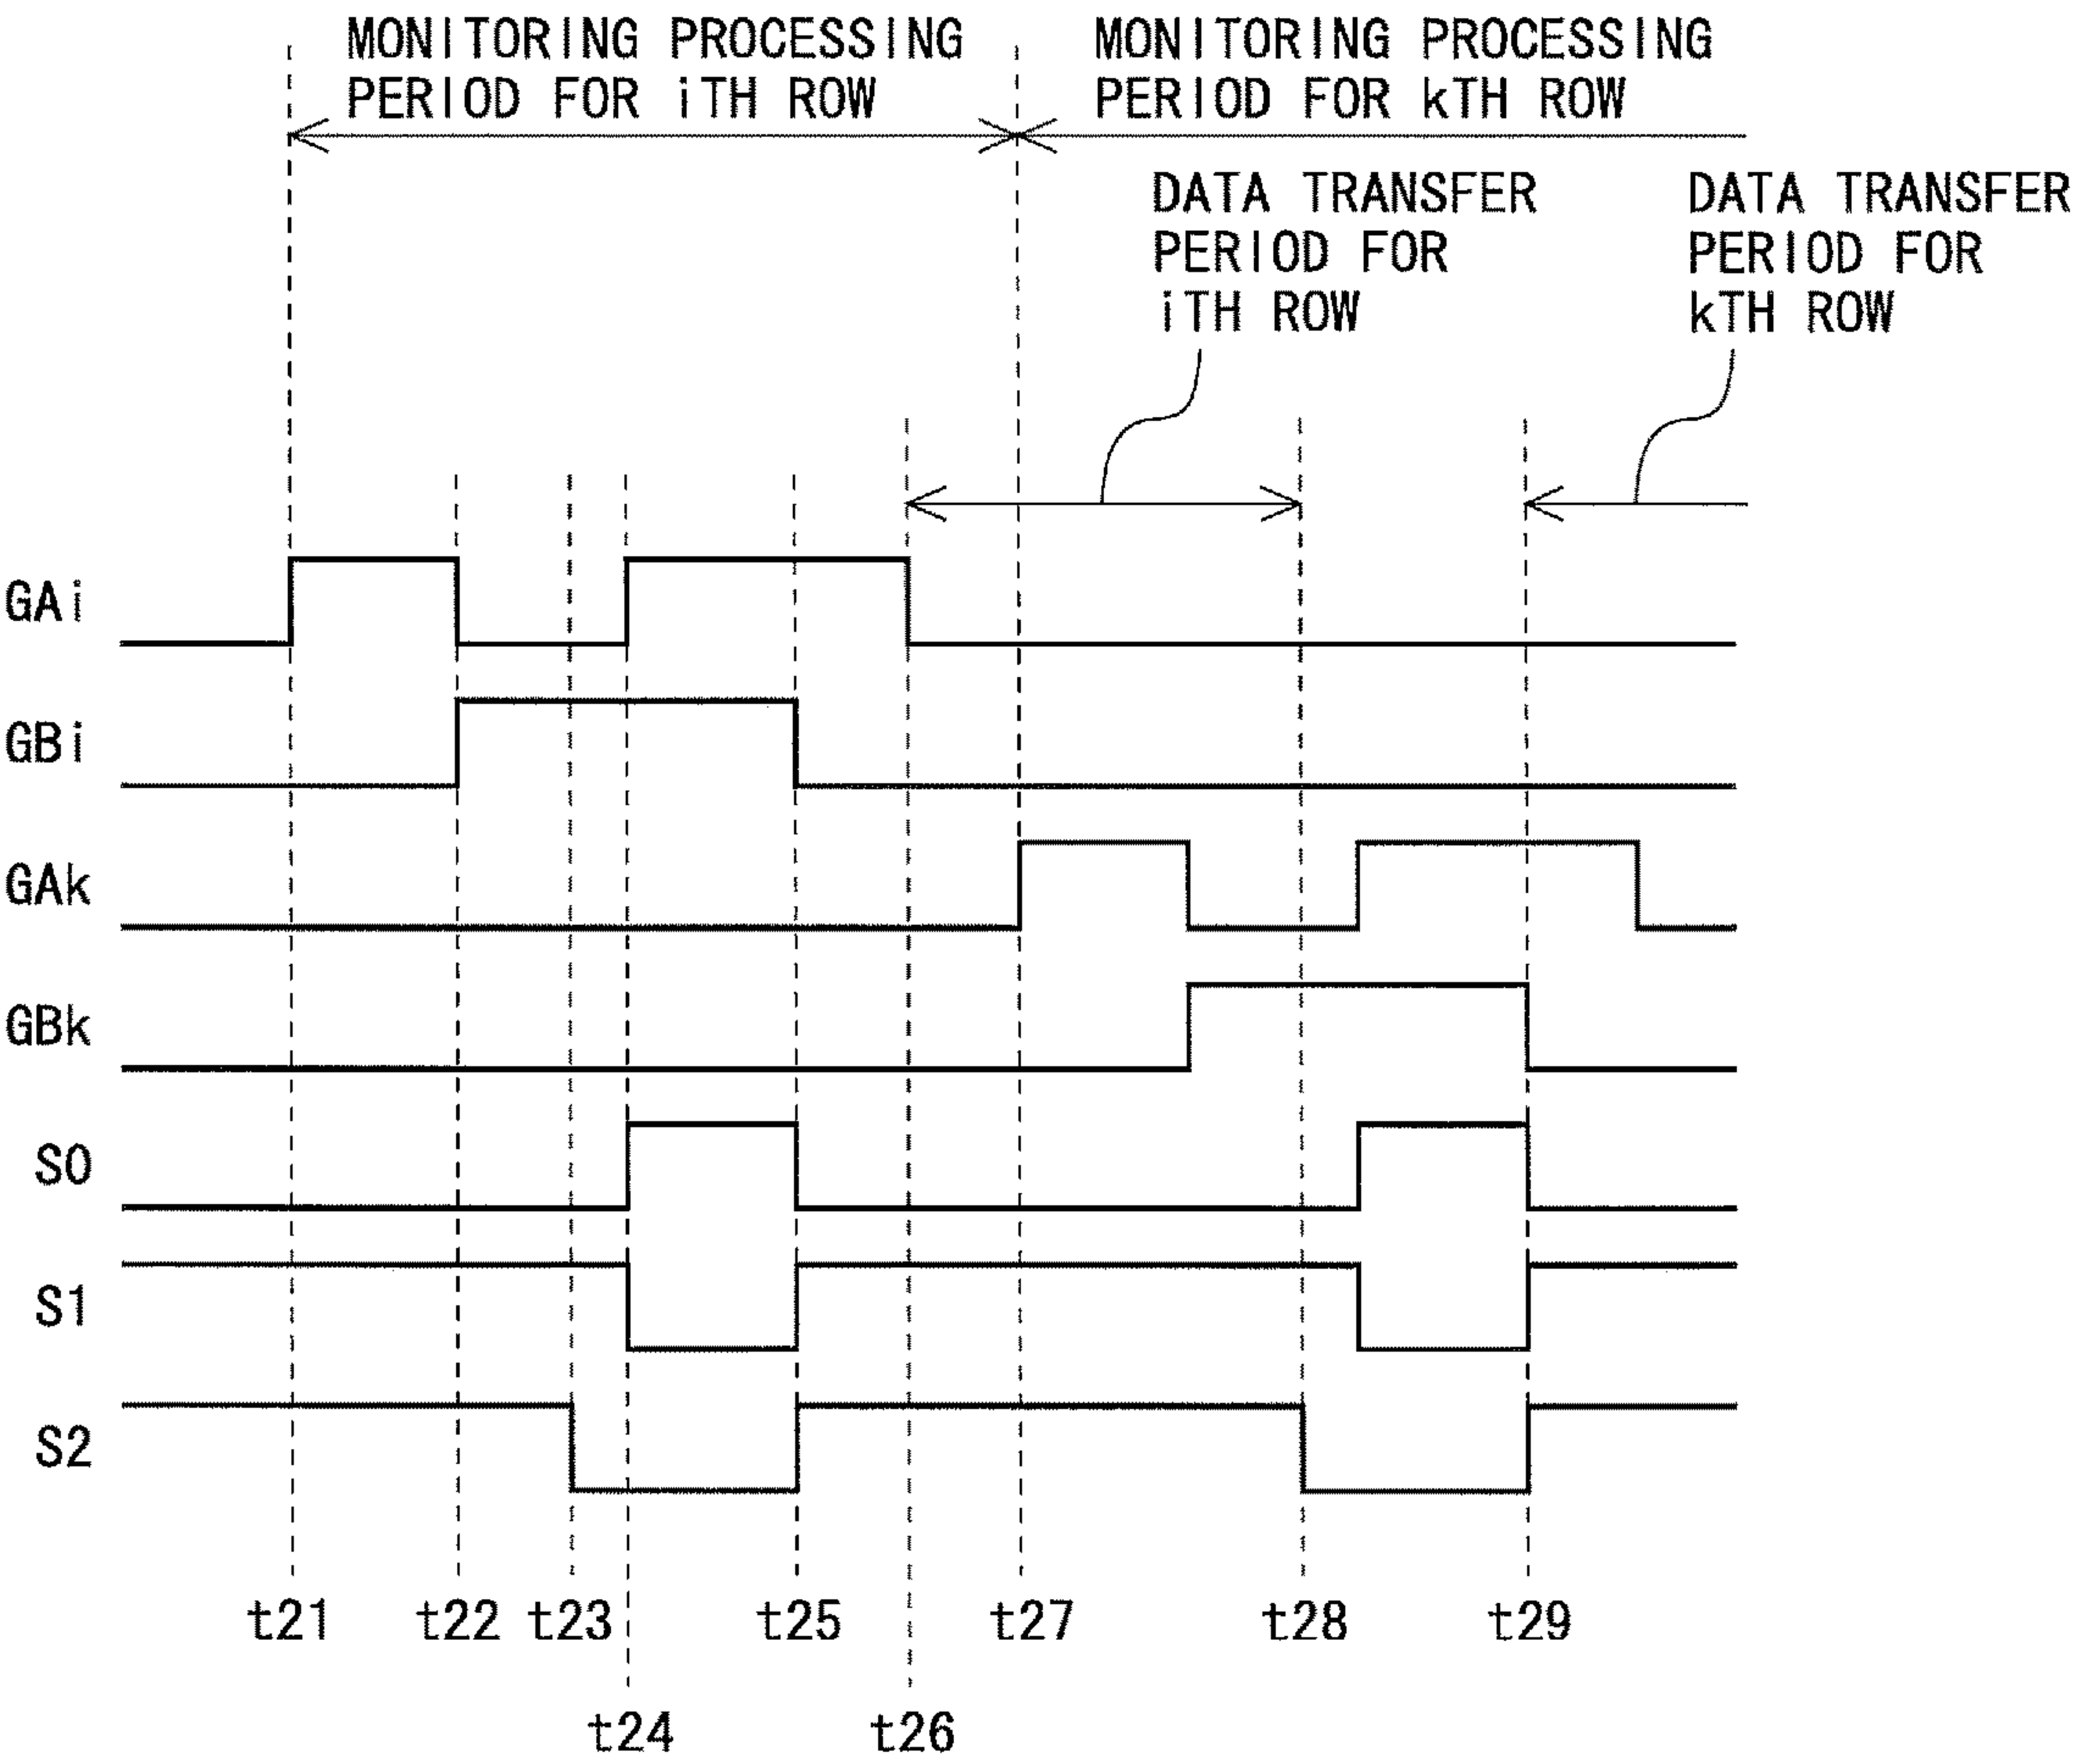 MONITORING PROCESSING
PERIOD FOR iTH ROW
MONITORING PROCESSING
PERIOD FOR kTH ROW
DATA TRANSFER
PERIOD FOR
iTH ROW
DATA TRANSFER
PERIOD FOR
kTH ROW
GAi
GBi
GAk
GBk
S0
S1
S2
t21
t22
t23
t25
t27
t28
t29
t24
t26